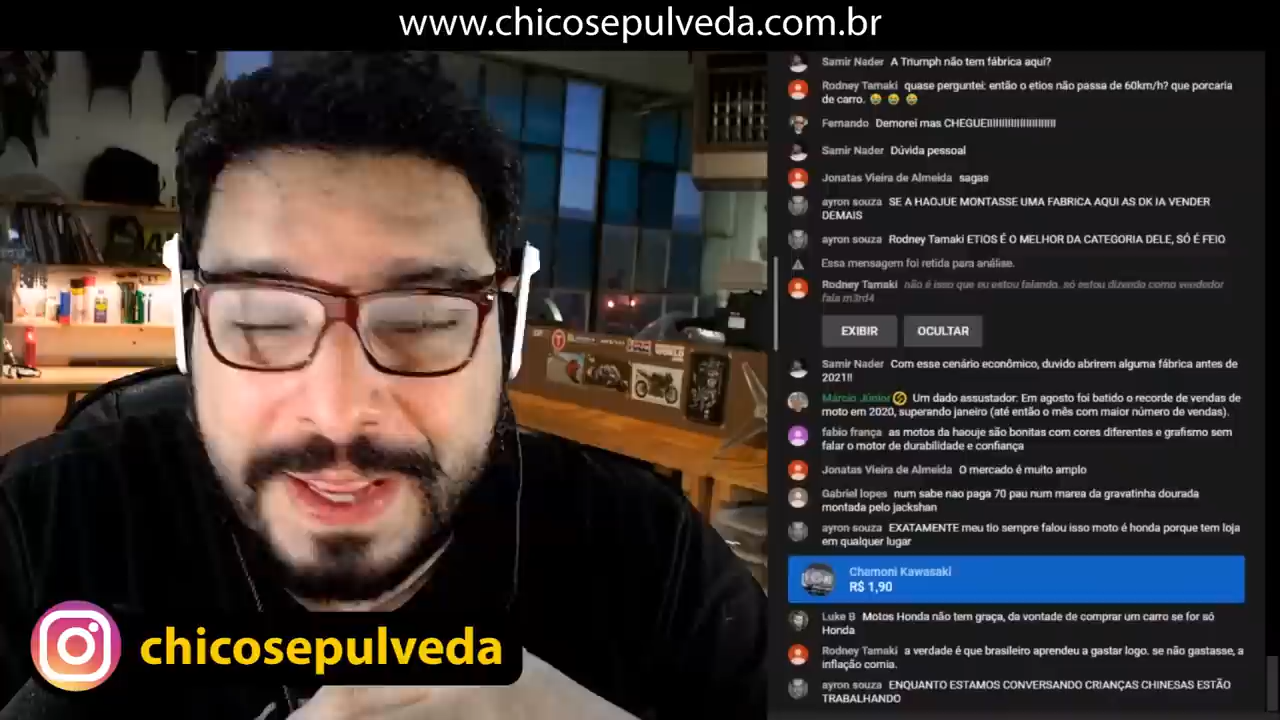 www.chicosepulveda.com.br
Samir Nader A Triumph não tem fábrica aqui?
Rodney Tamaki quase perguntei: então o etios não passa de 60km/h? que porcaria
de carro. 😂 😂 😂
Fernando Demorei mas CHEGUEIIIIIIIIIIIIIIIIIIIIIII
Samir Nader Dúvida pessoal
Jonatas Vieira de Almeida sagas
ayron souza SE A HAOJUE MONTASSE UMA FABRICA AQUI AS DK IA VENDER
DEMAIS
ayron souza Rodney Tamaki ETIOS É O MELHOR DA CATEGORIA DELE, SÓ É FEIO
Essa mensagem foi retida para análise.
Rodney Tamaki não é isso que eu estou falando. só estou dizendo como vendedor
fala m3rd4
EXIBIR OCULTAR
Samir Nader Com esse cenário econômico, duvido abrirem alguma fábrica antes de
2021!!
Márcio Júnior Um dado assustador: Em agosto foi batido o recorde de vendas de
moto em 2020, superando janeiro (até então o mês com maior número de vendas).
fabio frança as motos da haouje são bonitas com cores diferentes e grafismo sem
falar o motor de durabilidade e confiança
Jonatas Vieira de Almeida O mercado é muito amplo
Gabriel lopes num sabe nao paga 70 pau num marea da gravatinha dourada
montada pelo jackshan
ayron souza EXATAMENTE meu tio sempre falou isso moto é honda porque tem loja
em qualquer lugar
Chamoni Kawasaki
R$ 1,90
Luke B Motos Honda não tem graça, da vontade de comprar um carro se for só
Honda
Rodney Tamaki a verdade é que brasileiro aprendeu a gastar logo. se não gastasse, a
inflação comia.
ayron souza ENQUANTO ESTAMOS CONVERSANDO CRIANÇAS CHINESAS ESTÃO
TRABALHANDO
chicosepulveda